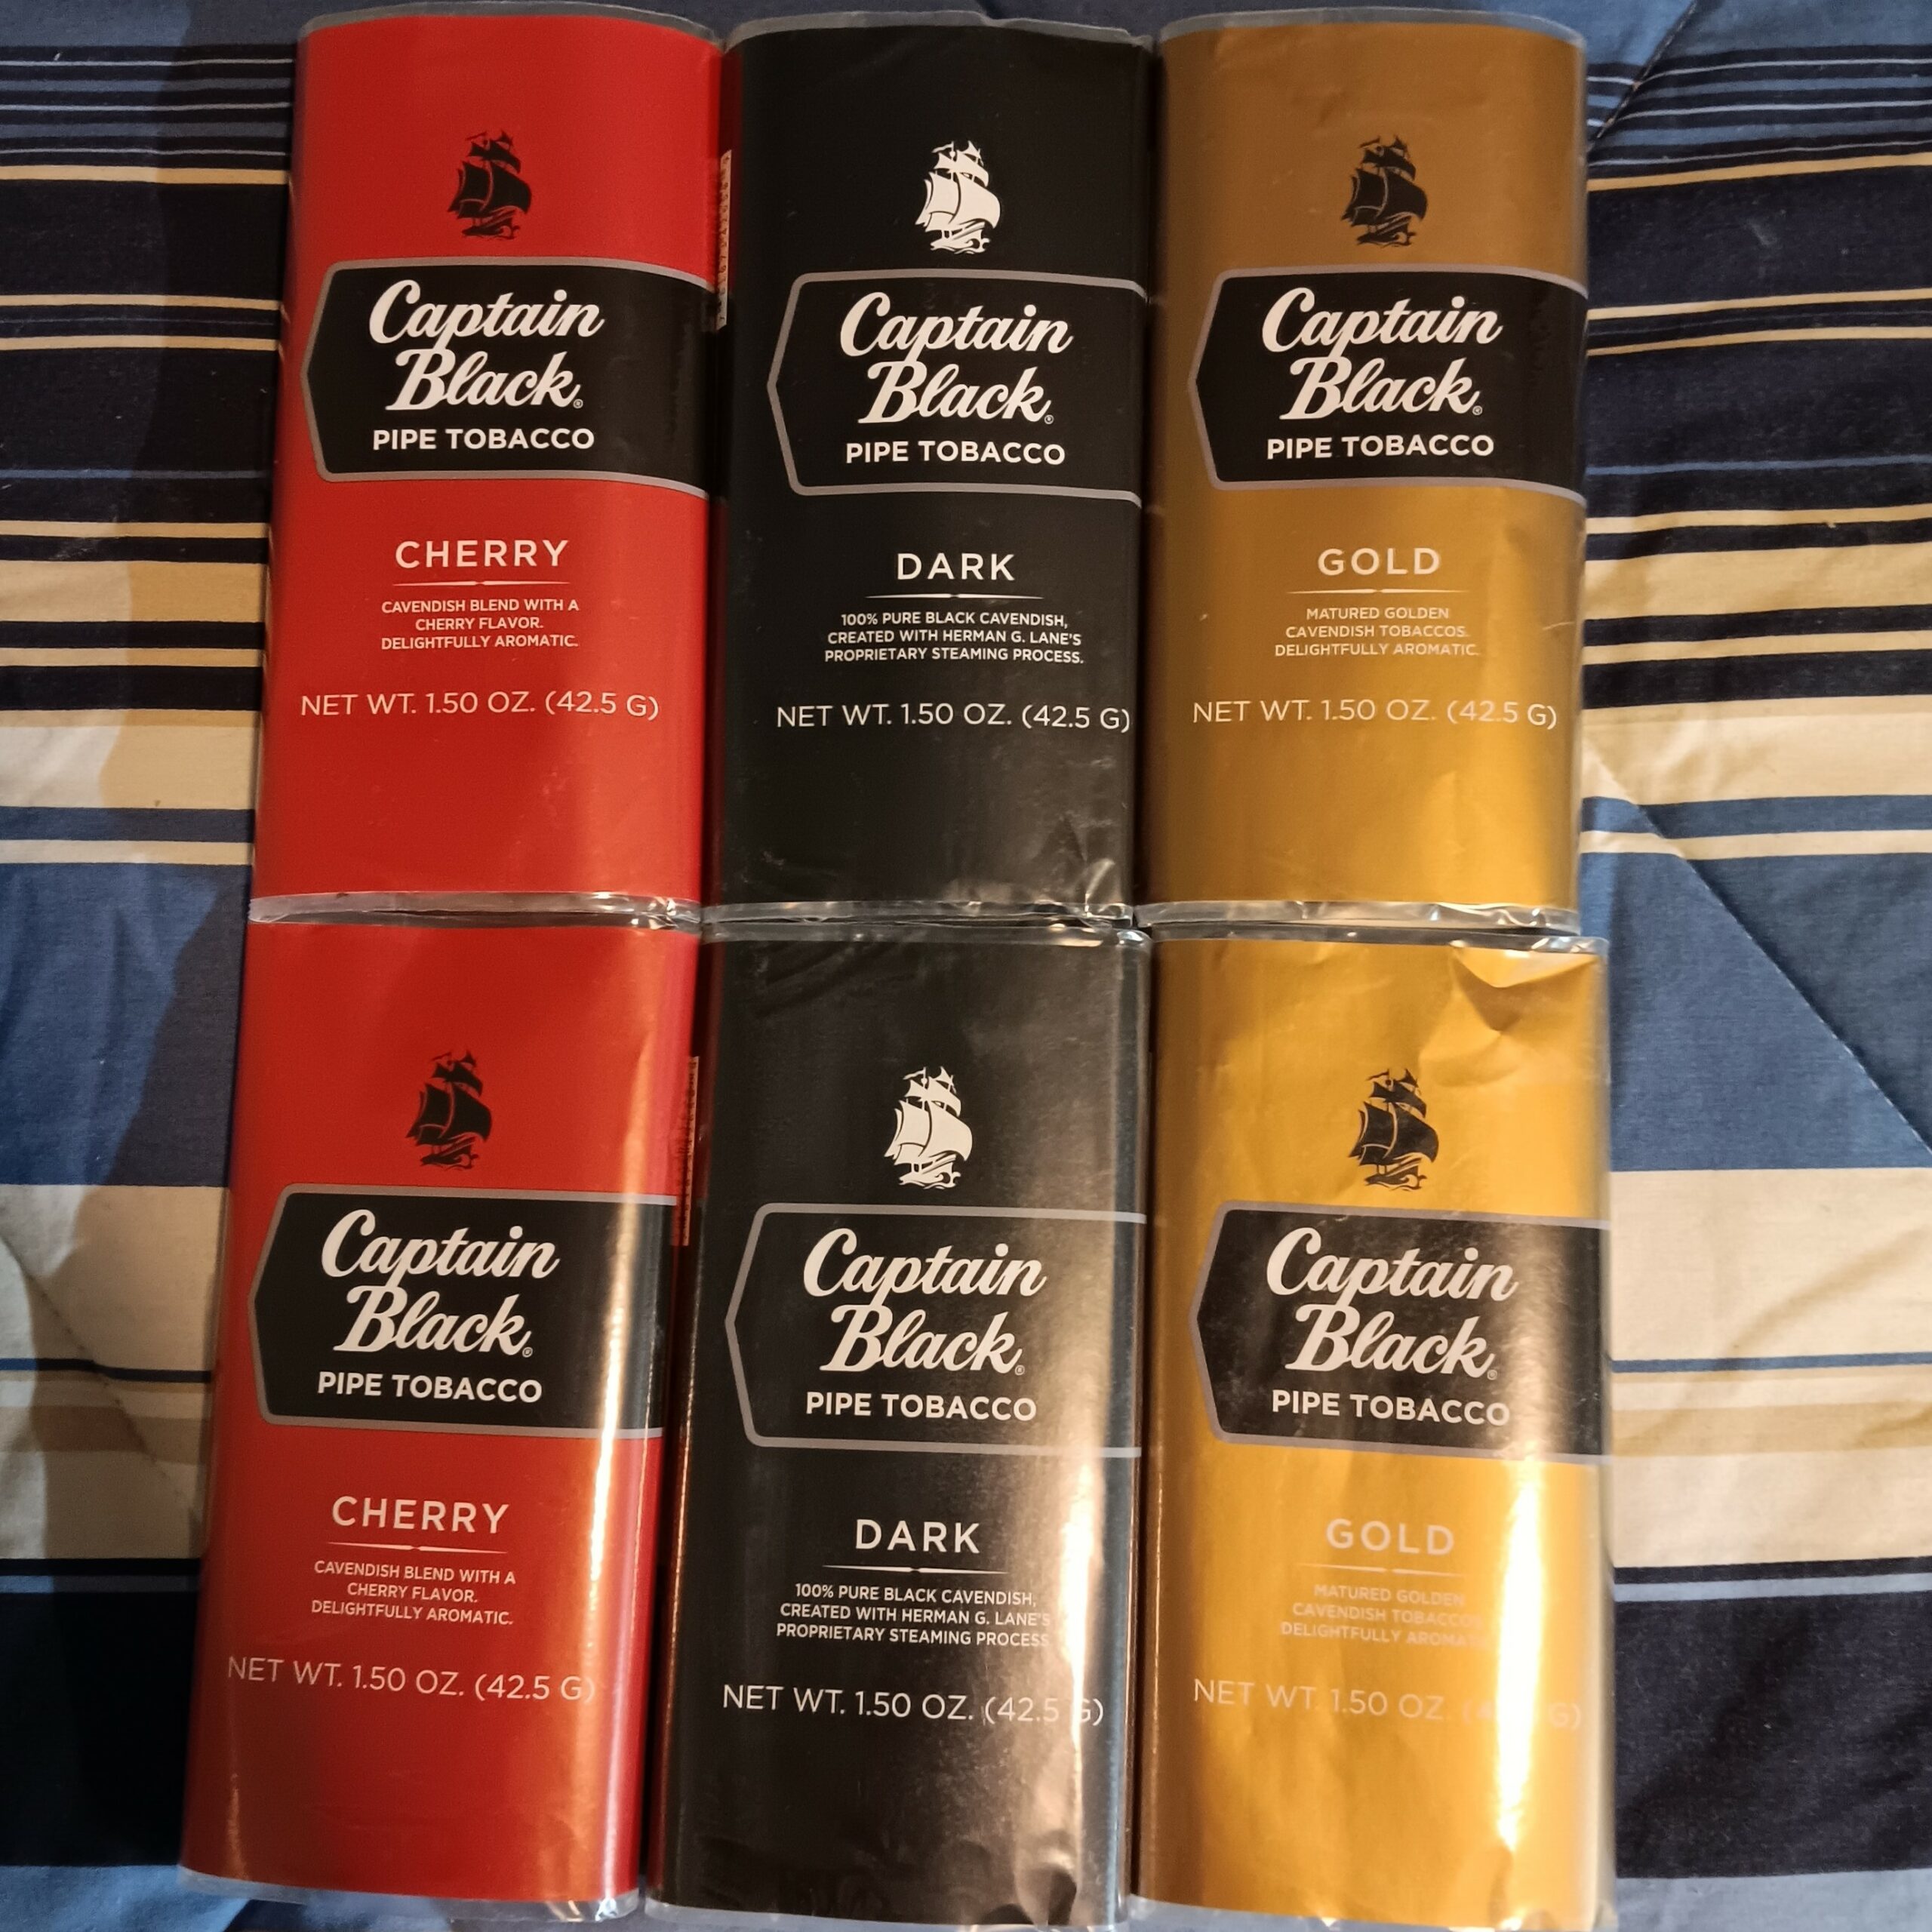 Captain
Black®
PIPE TOBACCO
CHERRY
CAVENDISH BLEND WITH A
CHERRY FLAVOR.
DELIGHTFULLY AROMATIC.
NET WT. 1.50 OZ. (42.5 G)
Captain
Black®
PIPE TOBACCO
DARK
100% PURE BLACK CAVENDISH,
CREATED WITH HERMAN G. LANE'S
PROPRIETARY STEAMING PROCESS.
NET WT. 1.50 OZ. (42.5 G)
Captain
Black®
PIPE TOBACCO
GOLD
MATURED GOLDEN
CAVENDISH TOBACCOS.
DELIGHTFULLY AROMATIC.
NET WT. 1.50 OZ. (42.5 G)
Captain
Black®
PIPE TOBACCO
CHERRY
CAVENDISH BLEND WITH A
CHERRY FLAVOR.
DELIGHTFULLY AROMATIC.
NET WT. 1.50 OZ. (42.5 G)
Captain
Black®
PIPE TOBACCO
DARK
100% PURE BLACK CAVENDISH,
CREATED WITH HERMAN G. LANE'S
PROPRIETARY STEAMING PROCESS
NET WT. 1.50 OZ. (42.5 G)
Captain
Black®
PIPE TOBACCO
GOLD
MATURED GOLDEN
CAVENDISH TOBACCOS
DELIGHTFULLY
NET WT. 1.50 OZ.